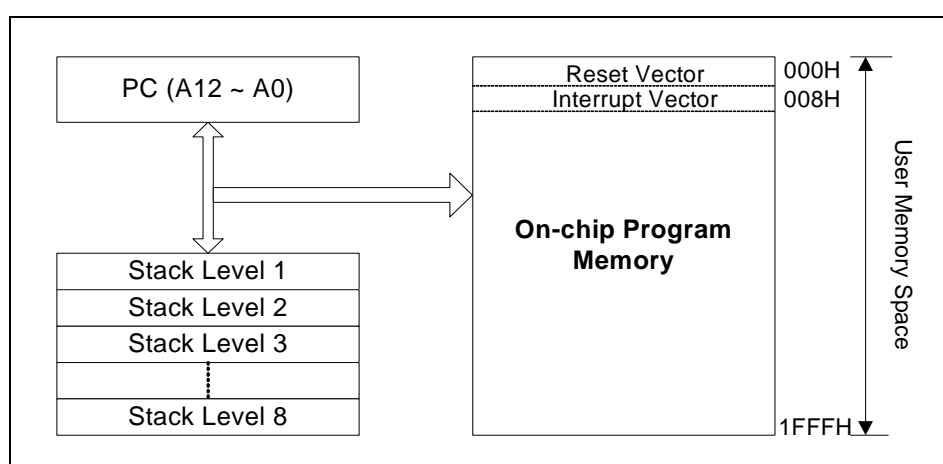 PC (A12 ~ A0)
Stack Level 1
Stack Level 2
Stack Level 3
Stack Level 8
Reset Vector
000H
Interrupt Vector
008H
On-chip Program
Memory
1FFFH
User Memory Space